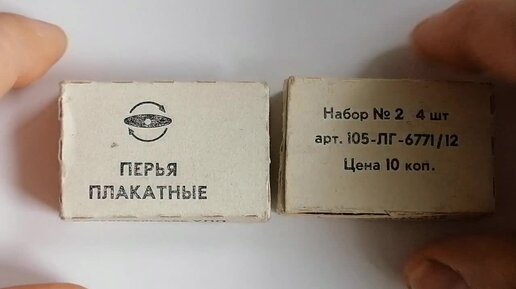 ПЕРЬЯ
ПЛАКАТНЫЕ
Набор № 2 4 шт
арт. 105-ЛГ-6771/12
Цена 10 коп.